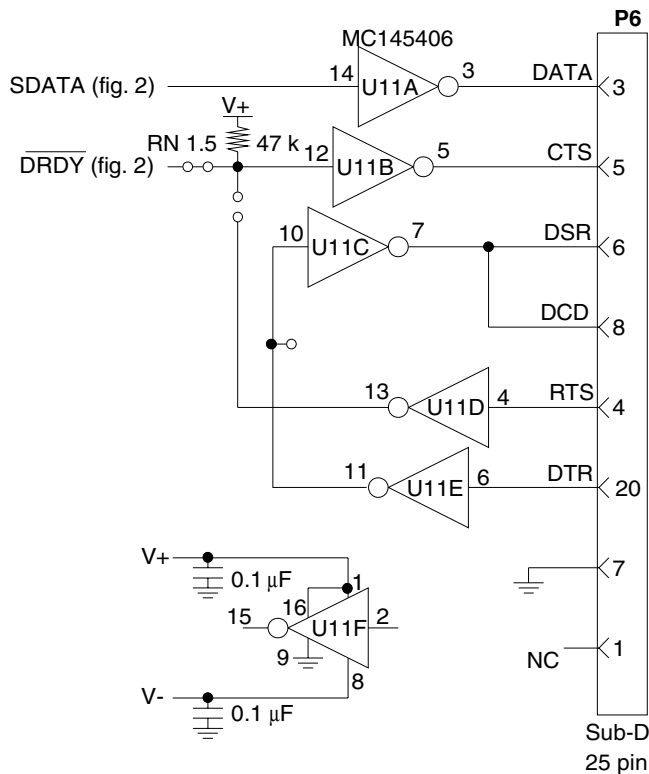 P6
MC145406
SDATA (fig. 2)
14
U11A
3
DATA
3
V+
RN 1.5
47 k
DRDY (fig. 2)
12
U11B
5
CTS
5
10
U11C
7
DSR
6
DCD
8
13
U11D
4
RTS
4
11
U11E
6
DTR
20
V+
0.1 µF
1
7
16
15
U11F
2
9
8
NC
1
V-
0.1 µF
Sub-D
25 pin